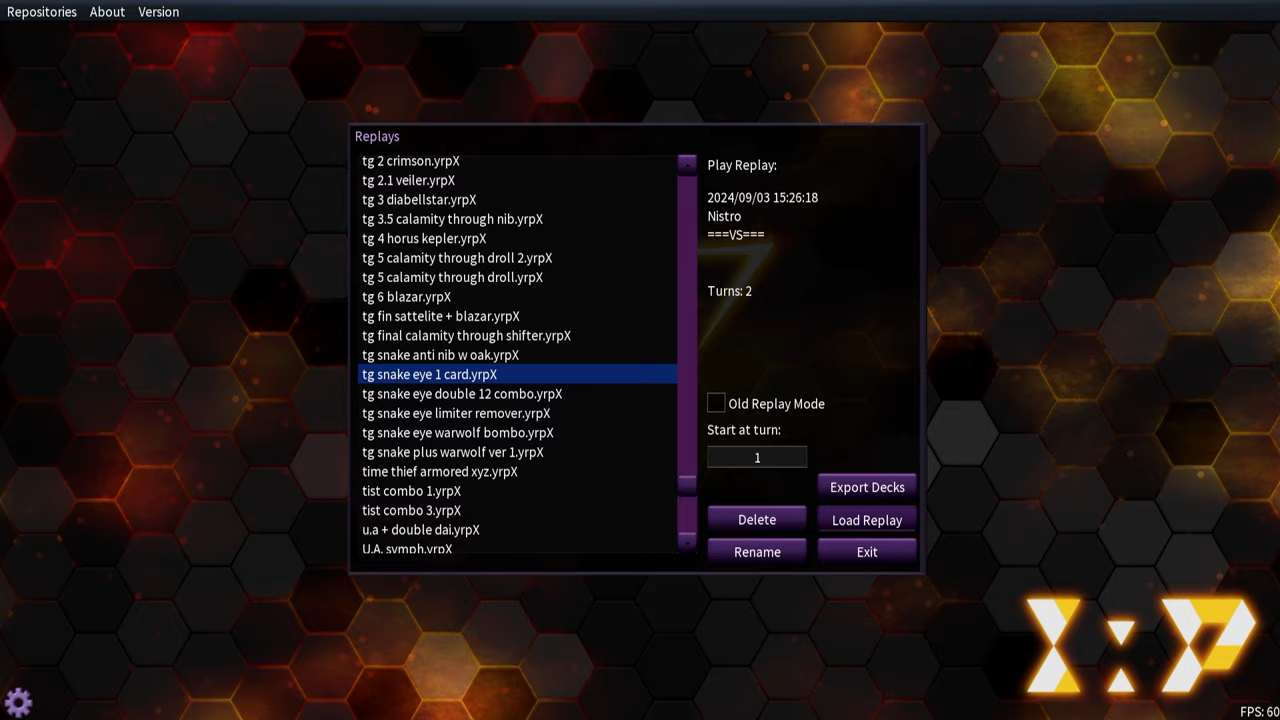 Repositories About Version
Replays
tg 2 crimson.yrpX
tg 2.1 veiler.yrpX
tg 3 diabellstar.yrpX
tg 3.5 calamity through nib.yrpX
tg 4 horus kepler.yrpX
tg 5 calamity through droll 2.yrpX
tg 5 calamity through droll.yrpX
tg 6 blazar.yrpX
tg fin sattelite + blazar.yrpX
tg final calamity through shifter.yrpX
tg snake anti nib w oak.yrpX
tg snake eye 1 card.yrpX
tg snake eye double 12 combo.yrpX
tg snake eye limiter remover.yrpX
tg snake eye warwolf bombo.yrpX
tg snake plus warwolf ver 1.yrpX
time thief armored xyz.yrpX
tist combo 1.yrpX
tist combo 3.yrpX
u.a + double dai.yrpX
U.A. symph.yrpX
Play Replay:
2024/09/03 15:26:18
Nistro
===VS===
Turns: 2
Old Replay Mode
Start at turn:
1
Export Decks
Delete
Load Replay
Rename
Exit
X:P
FPS: 60